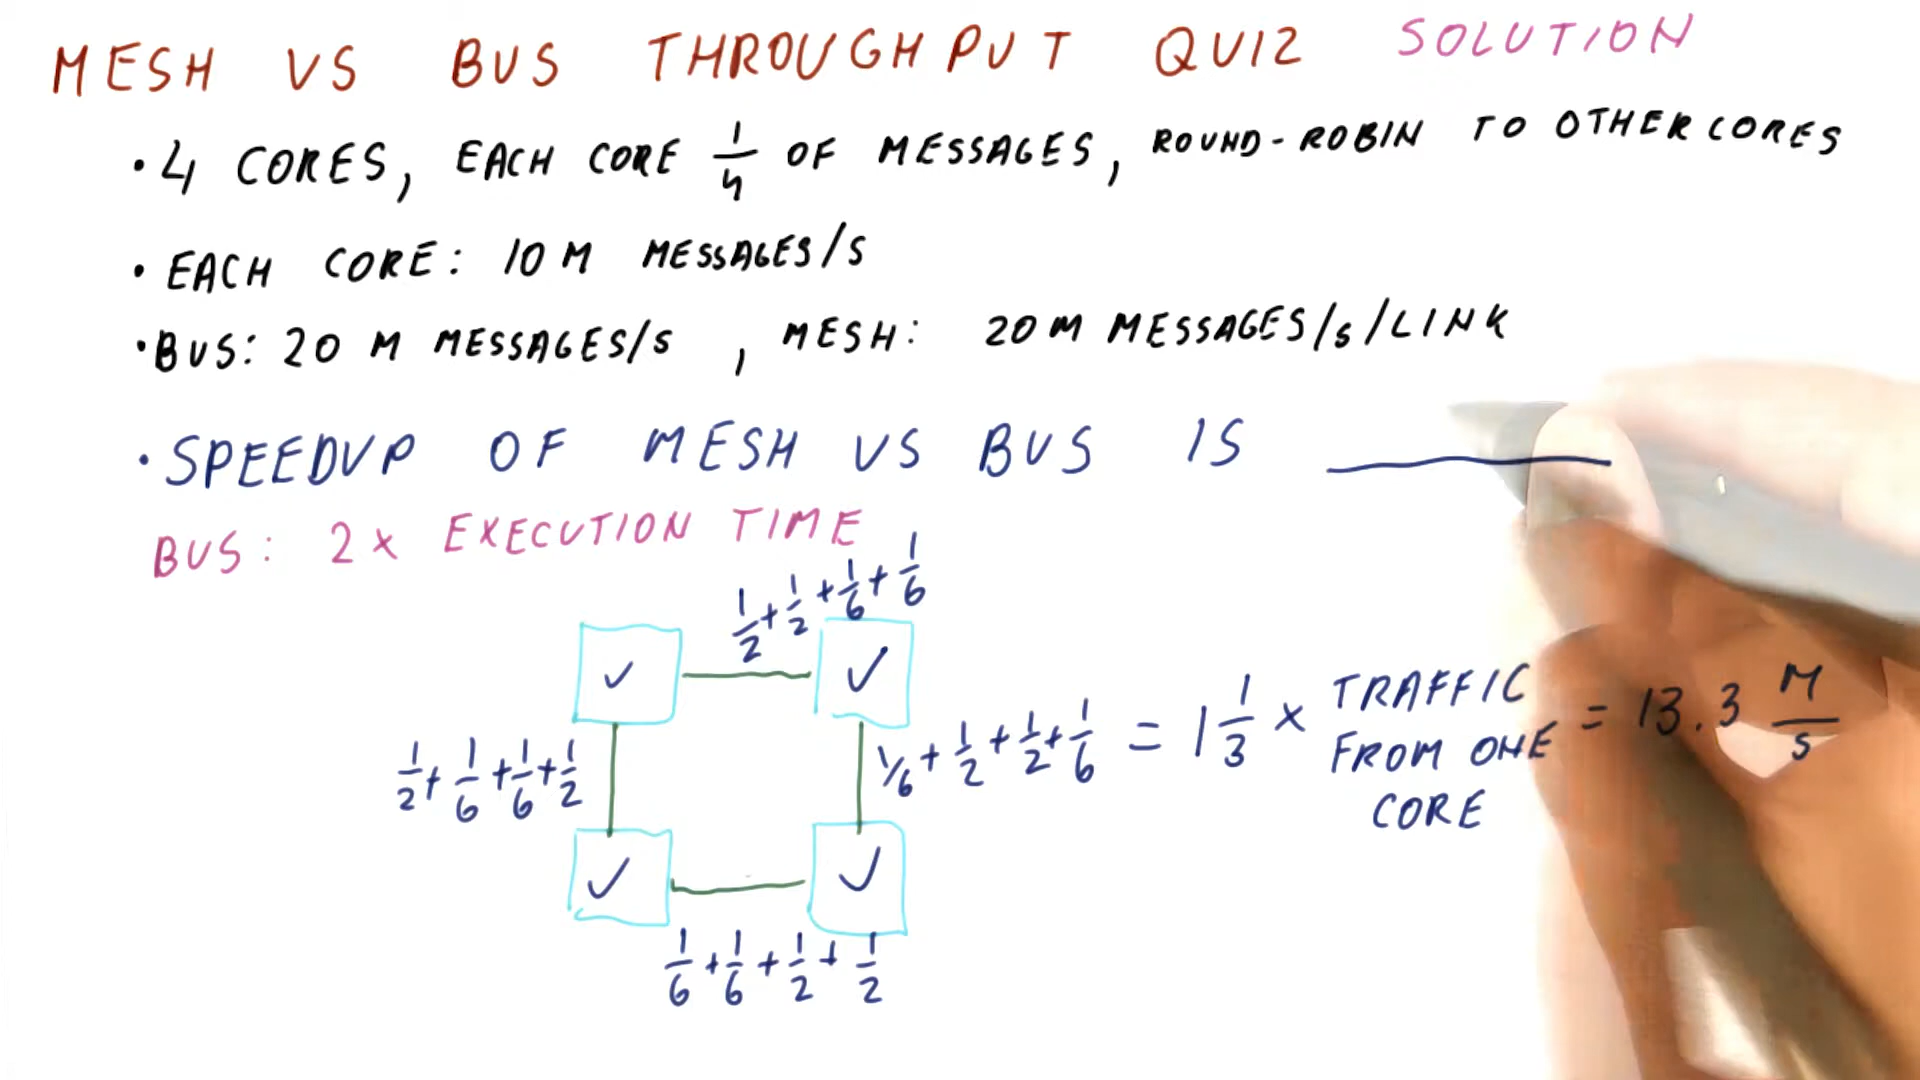 MESH VS BUS THROUGHPUT QUIZ SOLUTION
• 4 CORES, EACH CORE 1/4 OF MESSAGES, ROUND-ROBIN TO OTHER CORES
• EACH CORE: 10 M MESSAGES/S
• BUS: 20 M MESSAGES/S, MESH: 20M MESSAGES/S/LINK
• SPEEDUP OF MESH VS BUS IS ____
BUS: 2X EXECUTION TIME
1/2 + 1/2 + 1/6 + 1/6
✓ ✓
1/2 + 1/6 + 1/6 + 1/2
1/6 + 1/2 + 1/2 + 1/6 = 1 1/3 × TRAFFIC FROM ONE CORE = 13.3 M/S
✓ ✓
1/6 + 1/6 + 1/2 + 1/2